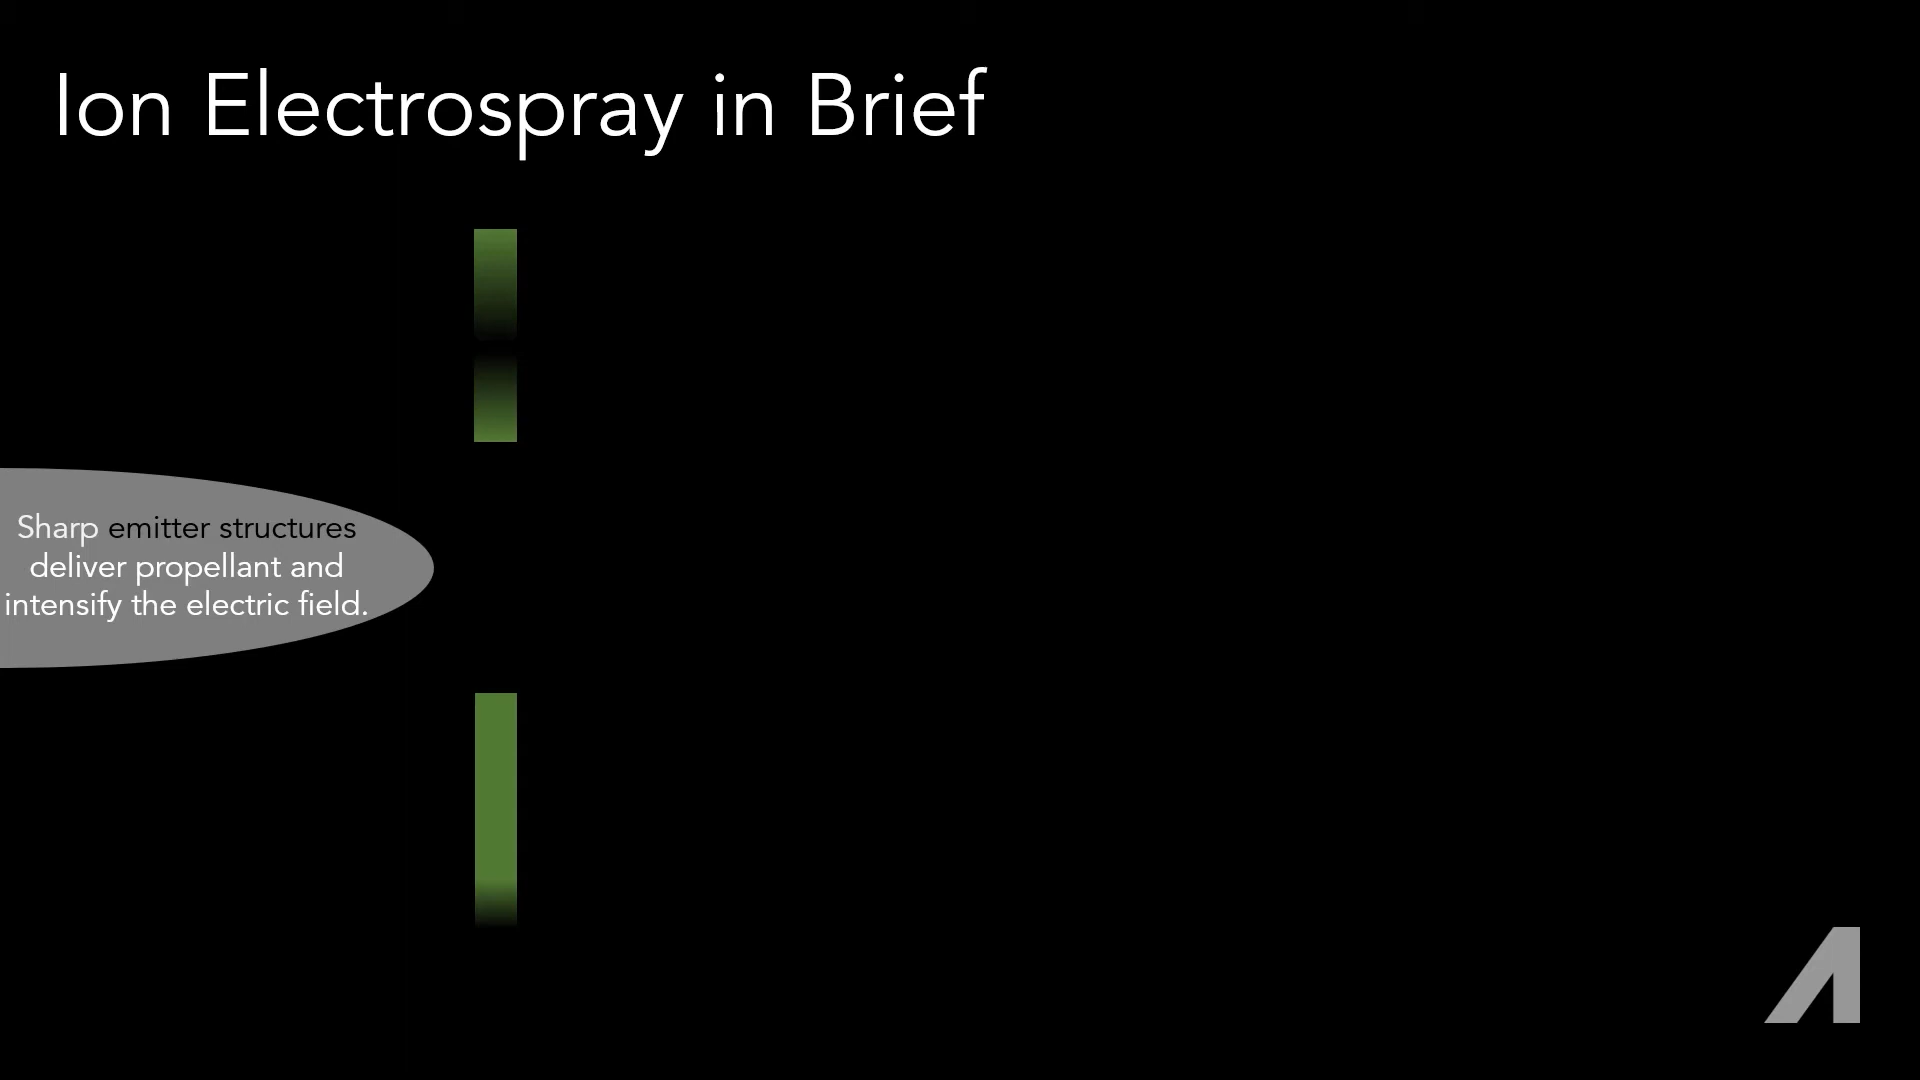 Ion Electrospray in Brief
Sharp emitter structures
deliver propellant and
intensify the electric field.